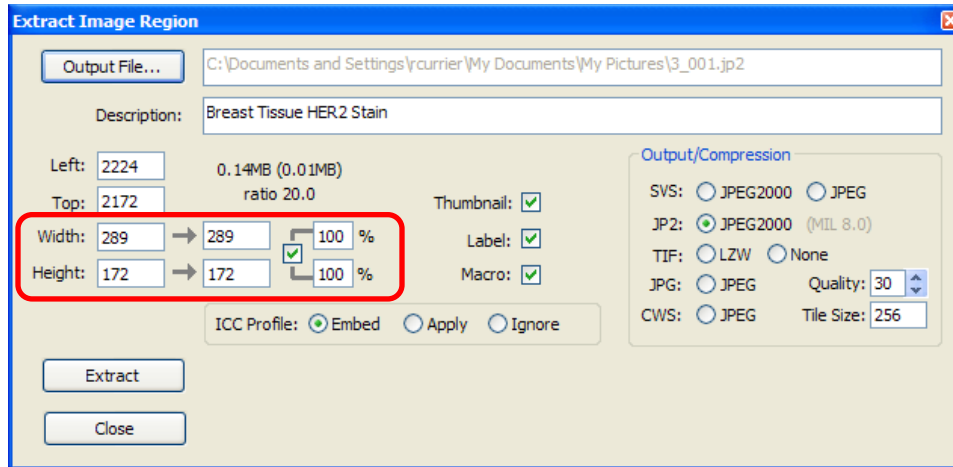 Extract Image Region
Output File... C:\Documents and Settings\rcurrier\My Documents\My Pictures\3_001.jp2
Description: Breast Tissue HER2 Stain
Left: 2224 0.14MB (0.01MB)
Top: 2172 ratio 20.0 Thumbnail: 
Width: 289 289 100 % Label:
Height: 172 172 100 % Macro:
ICC Profile: Embed Apply Ignore
Output/Compression
SVS: JPEG2000 JPEG
JP2: JPEG2000 (MIL 8.0)
TIF: LZW None
JPG: JPEG Quality: 30
CWS: JPEG Tile Size: 256
Extract
Close